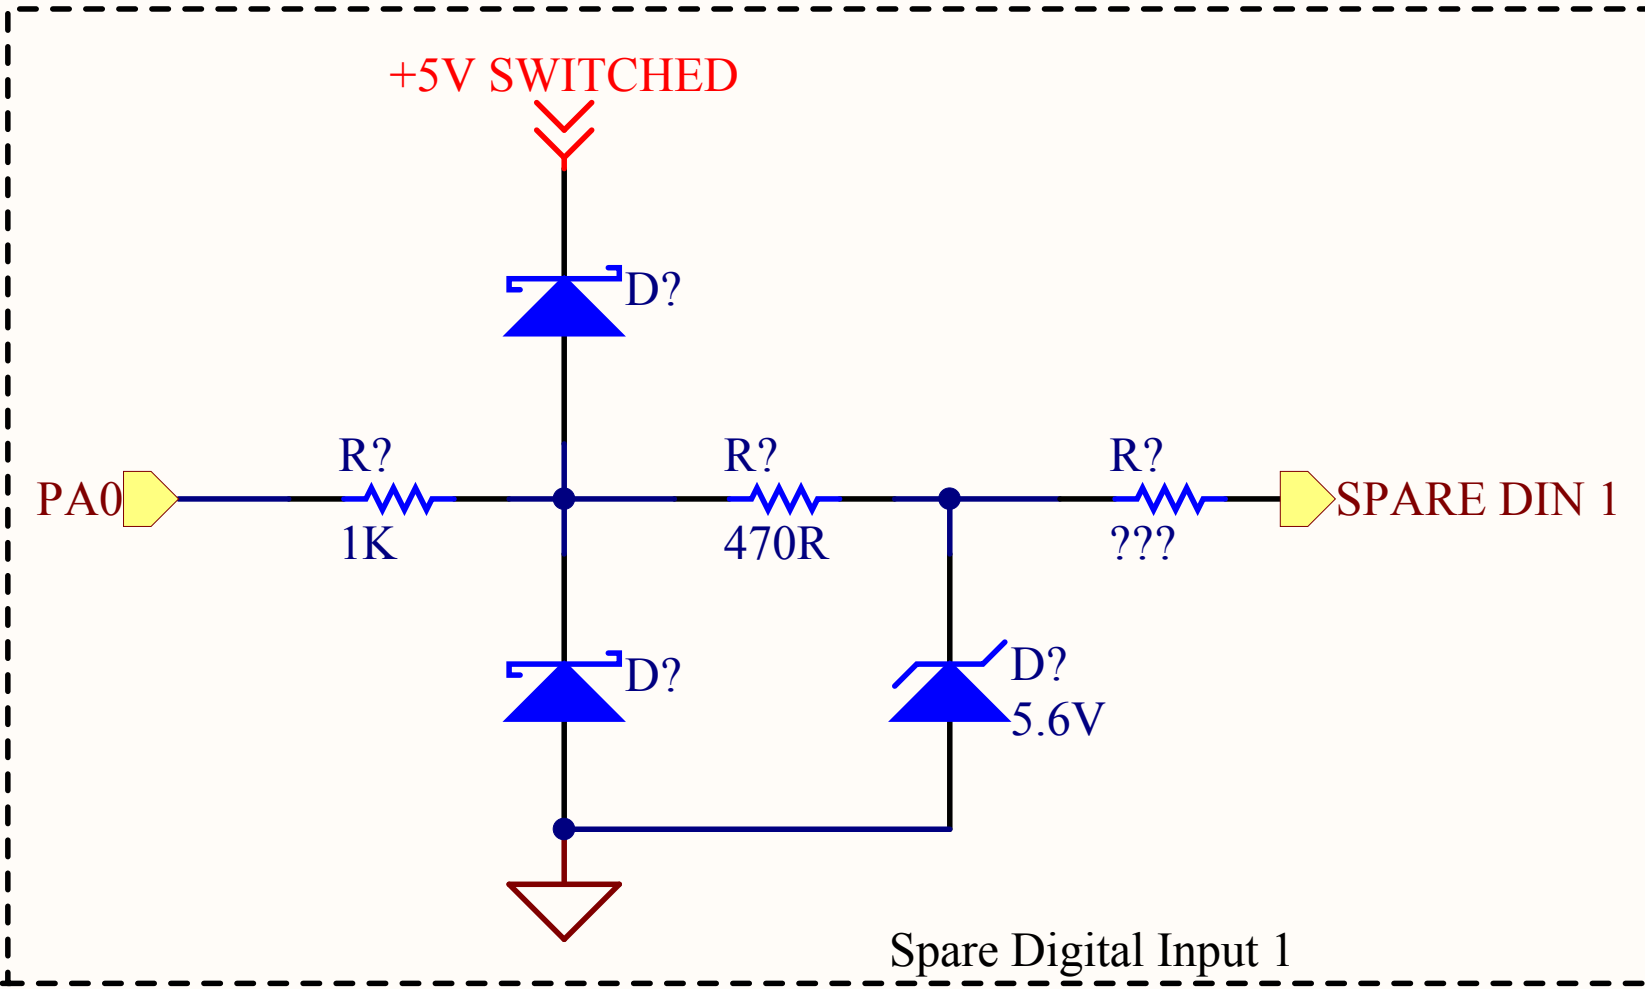 +5V SWITCHED
D?
R?
R?
R?
PA0
SPARE DIN 1
1K
470R
???
D?
D?
5.6V
Spare Digital Input 1